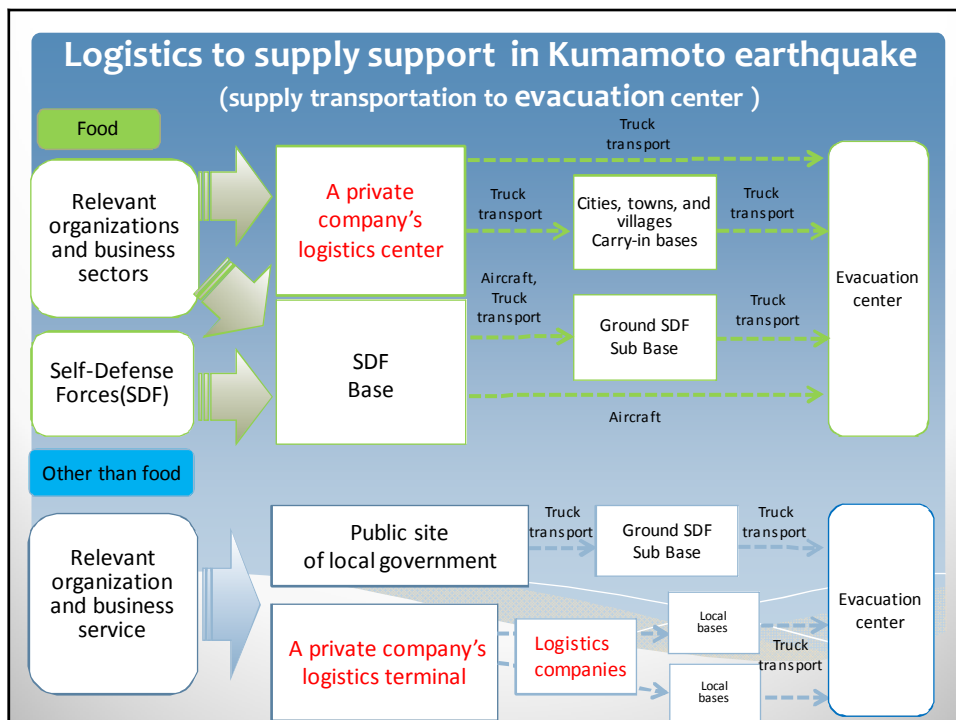 Logistics to supply support in Kumamoto earthquake
(supply transportation to evacuation center )
Food
Relevant
organizations
and business
sectors
Self-Defense
Forces(SDF)
A private
company's
logistics center
SDF
Base
Truck
transport
Truck
transport
Cities, towns, and
villages
Carry-in bases
Truck
transport
Aircraft,
Truck
transport
Ground SDF
Sub Base
Truck
transport
Aircraft
Evacuation
center
Other than food
Relevant
organization
and business
service
Public site
of local government
Truck
transport
Ground SDF
Sub Base
Truck
transport
A private company's
logistics terminal
Logistics
companies
Local
bases
Local
bases
Truck
transport
Evacuation
center